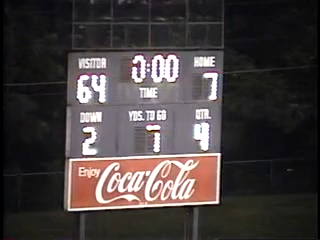 VISITOR 0:00 HOME
64 TIME 7
DOWN YDS. TO GO QTR.
2 7 4
Enjoy Coca-Cola